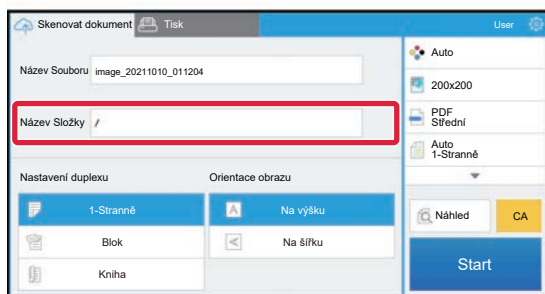 Skenovat dokument
Tisk
User
Název Souboru
image_20211010_011204
Název Složky
/
Nastavení duplexu
Orientace obrazu
1-Stranně
Na výšku
Blok
Na šířku
Kniha
Auto
200x200
PDF
Střední
Auto
1-Stranně
Náhled
CA
Start